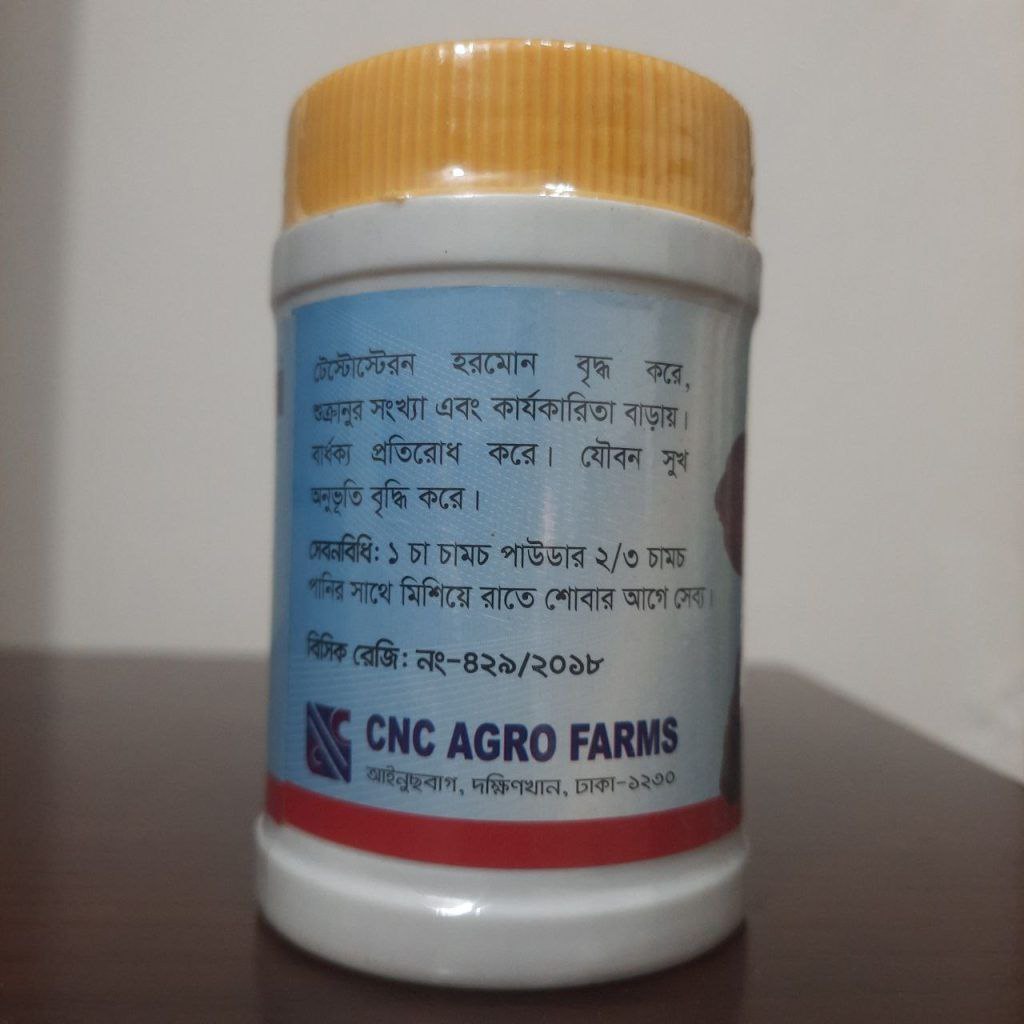 টেস্টোস্টেরন হরমোন বৃদ্ধ করে,
শুক্রানুর সংখ্যা এবং কার্যকারিতা বাড়ায়।
বার্ধক্য প্রতিরোধ করে। যৌবন সুখ
অনুভূতি বৃদ্ধি করে।
সেবনবিধি: ১ চা চামচ পাউডার ২/৩ চামচ
পানির সাথে মিশিয়ে রাতে শোবার আগে সেব্য।
বিসিক রেজি: নং-৪২৯/২০১৮
CNC AGRO FARMS
আইনুছবাগ, দক্ষিণখান, ঢাকা-১২৩০